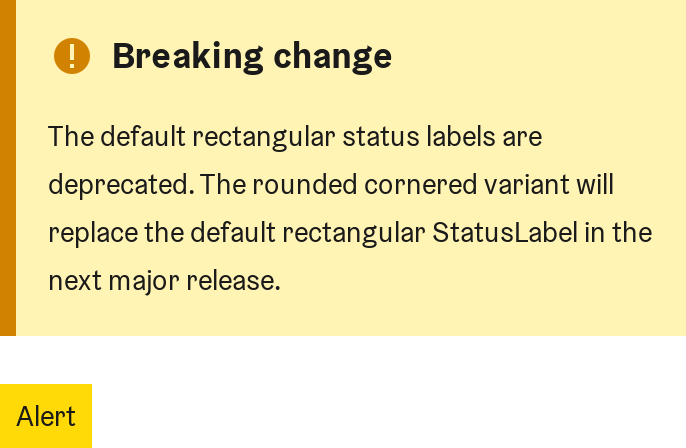 Breaking change
The default rectangular status labels are
deprecated. The rounded cornered variant will
replace the default rectangular StatusLabel in the
next major release.
Alert